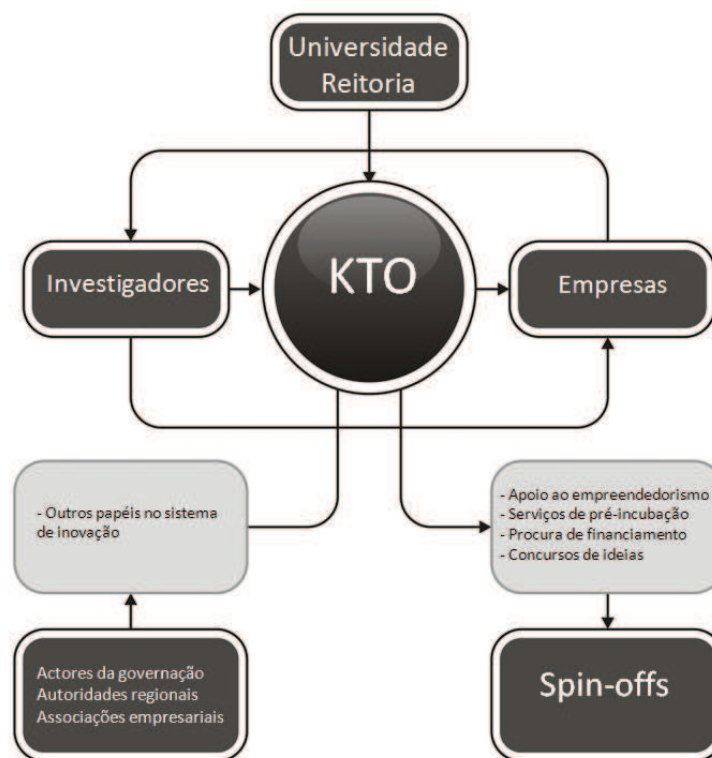 Universidade
Reitoria
Investigadores
KTO
Empresas
- Outros papéis no sistema
de inovação
- Apoio ao empreendedorismo
- Serviços de pré-incubação
- Procura de financiamento
- Concursos de ideias
Actores da governação
Autoridades regionais
Associações empresariais
Spin-offs